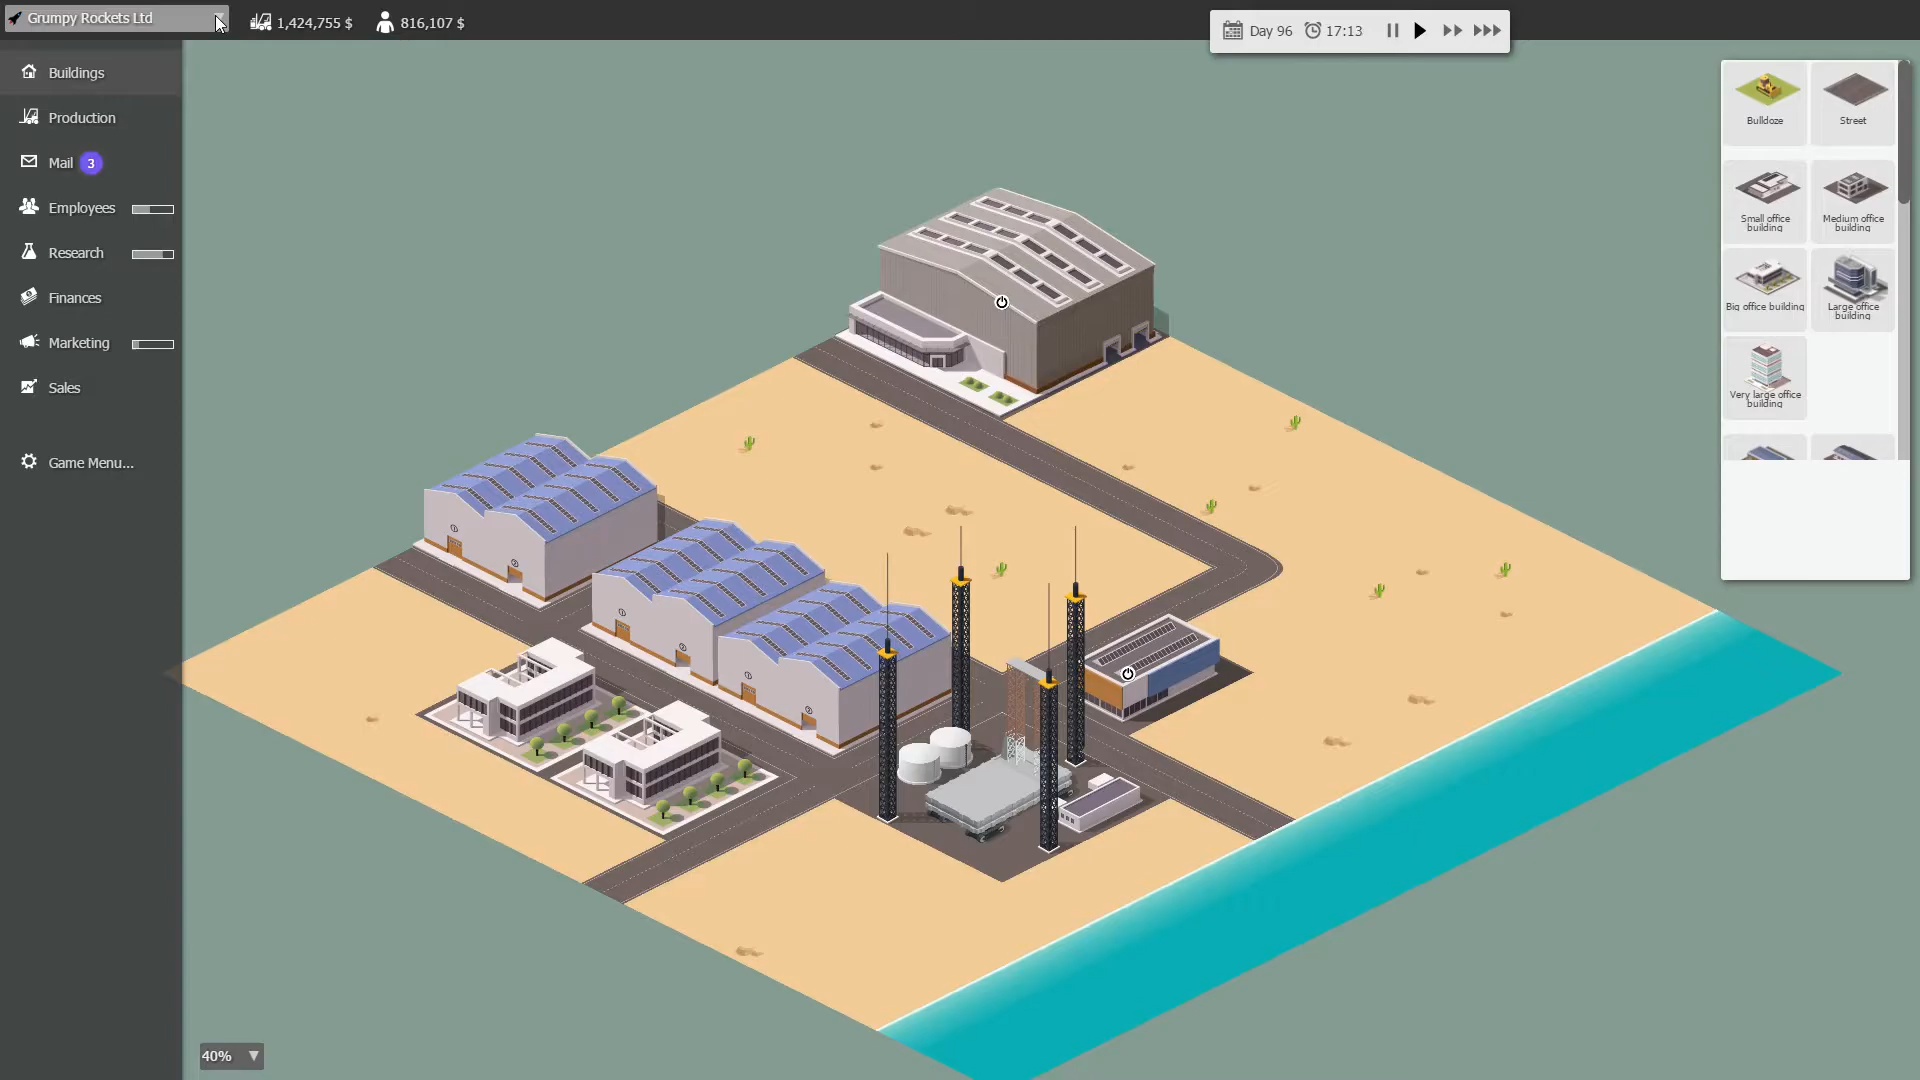 Grumpy Rockets Ltd
1,424,755 $
816,107 $
Day 96
17:13
Buildings
Production
Mail 3
Employees
Research
Finances
Marketing
Sales
Game Menu...
Bulldoze
Street
Small office
building
Medium office
building
Big office building
Large office
building
Very large office
building
40%